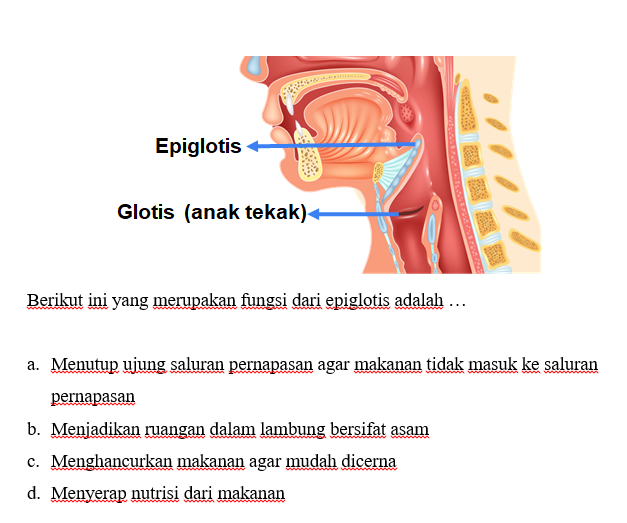 Epiglotis
Glotis (anak tekak)
Berikut ini yang merupakan fungsi dari epiglotis adalah …
a. Menutup ujung saluran pernapasan agar makanan tidak masuk ke saluran
pernapasan
b. Menjadikan ruangan dalam lambung bersifat asam
c. Menghancurkan makanan agar mudah dicerna
d. Menyerap nutrisi dari makanan